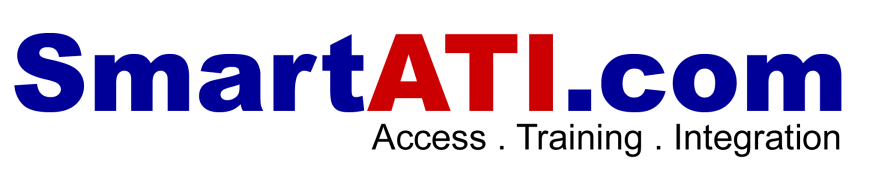 SmartATI.com
Access . Training . Integration